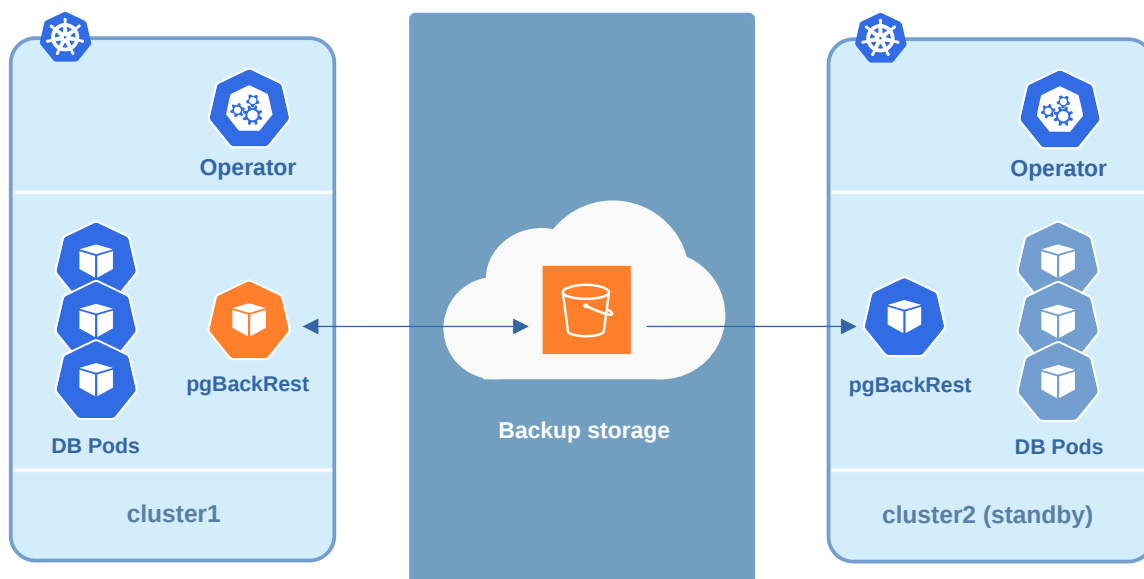 Operator
pgBackRest
DB Pods
cluster1
Backup storage
Operator
pgBackRest
DB Pods
cluster2 (standby)